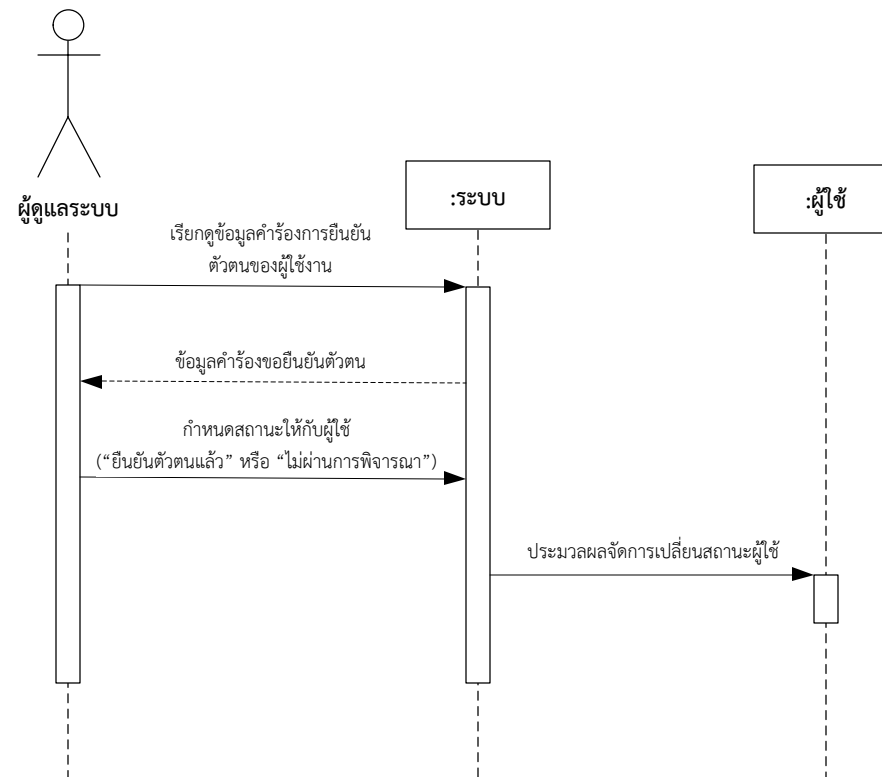 ผู้ดูแลระบบ
:ระบบ
:ผู้ใช้
เรียกดูข้อมูลคำร้องการยืนยัน
ตัวตนของผู้ใช้งาน
ข้อมูลคำร้องขอยืนยันตัวตน
กำหนดสถานะให้กับผู้ใช้
(“ยืนยันตัวตนแล้ว” หรือ “ไม่ผ่านการพิจารณา”)
ประมวลผลจัดการเปลี่ยนสถานะผู้ใช้